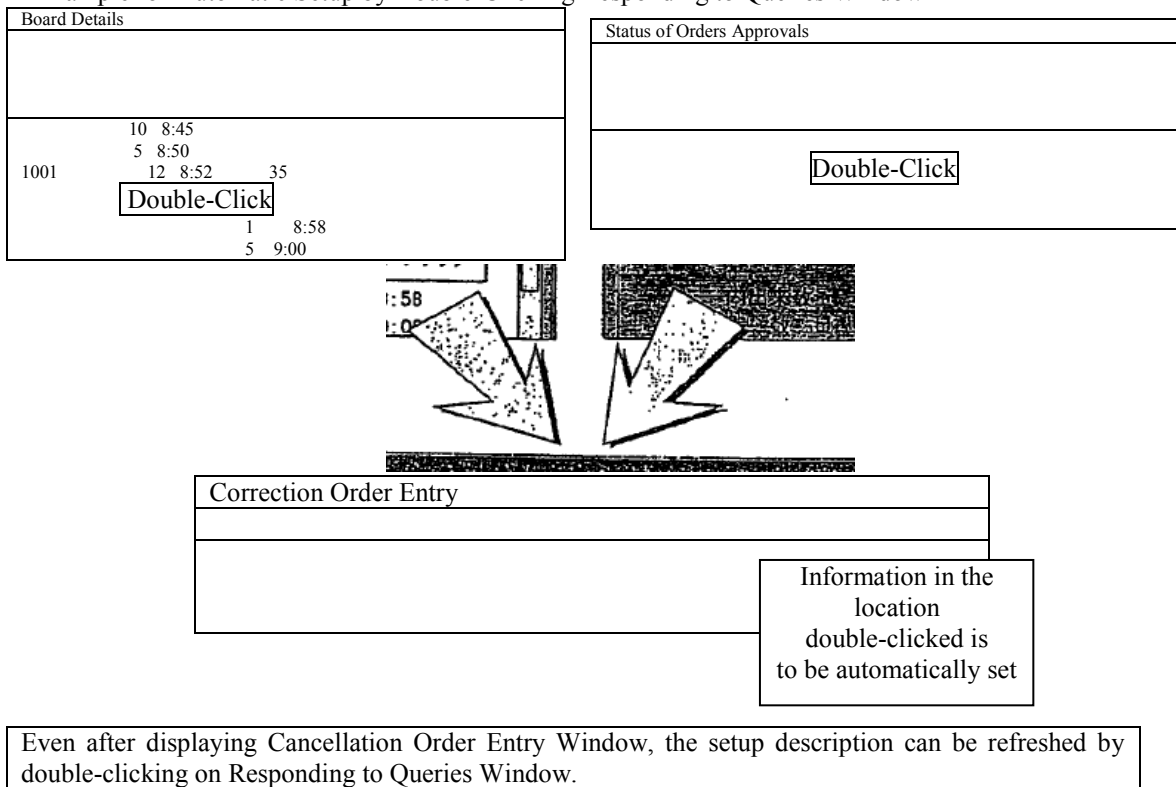 Board Details
10 8:45
5 8:50
1001 12 8:52 35
Double-Click
1 8:58
5 9:00
Status of Orders Approvals
Double-Click
:58
Correction Order Entry
Information in the
location
double-clicked is
to be automatically set
Even after displaying Cancellation Order Entry Window, the setup description can be refreshed by
double-clicking on Responding to Queries Window.